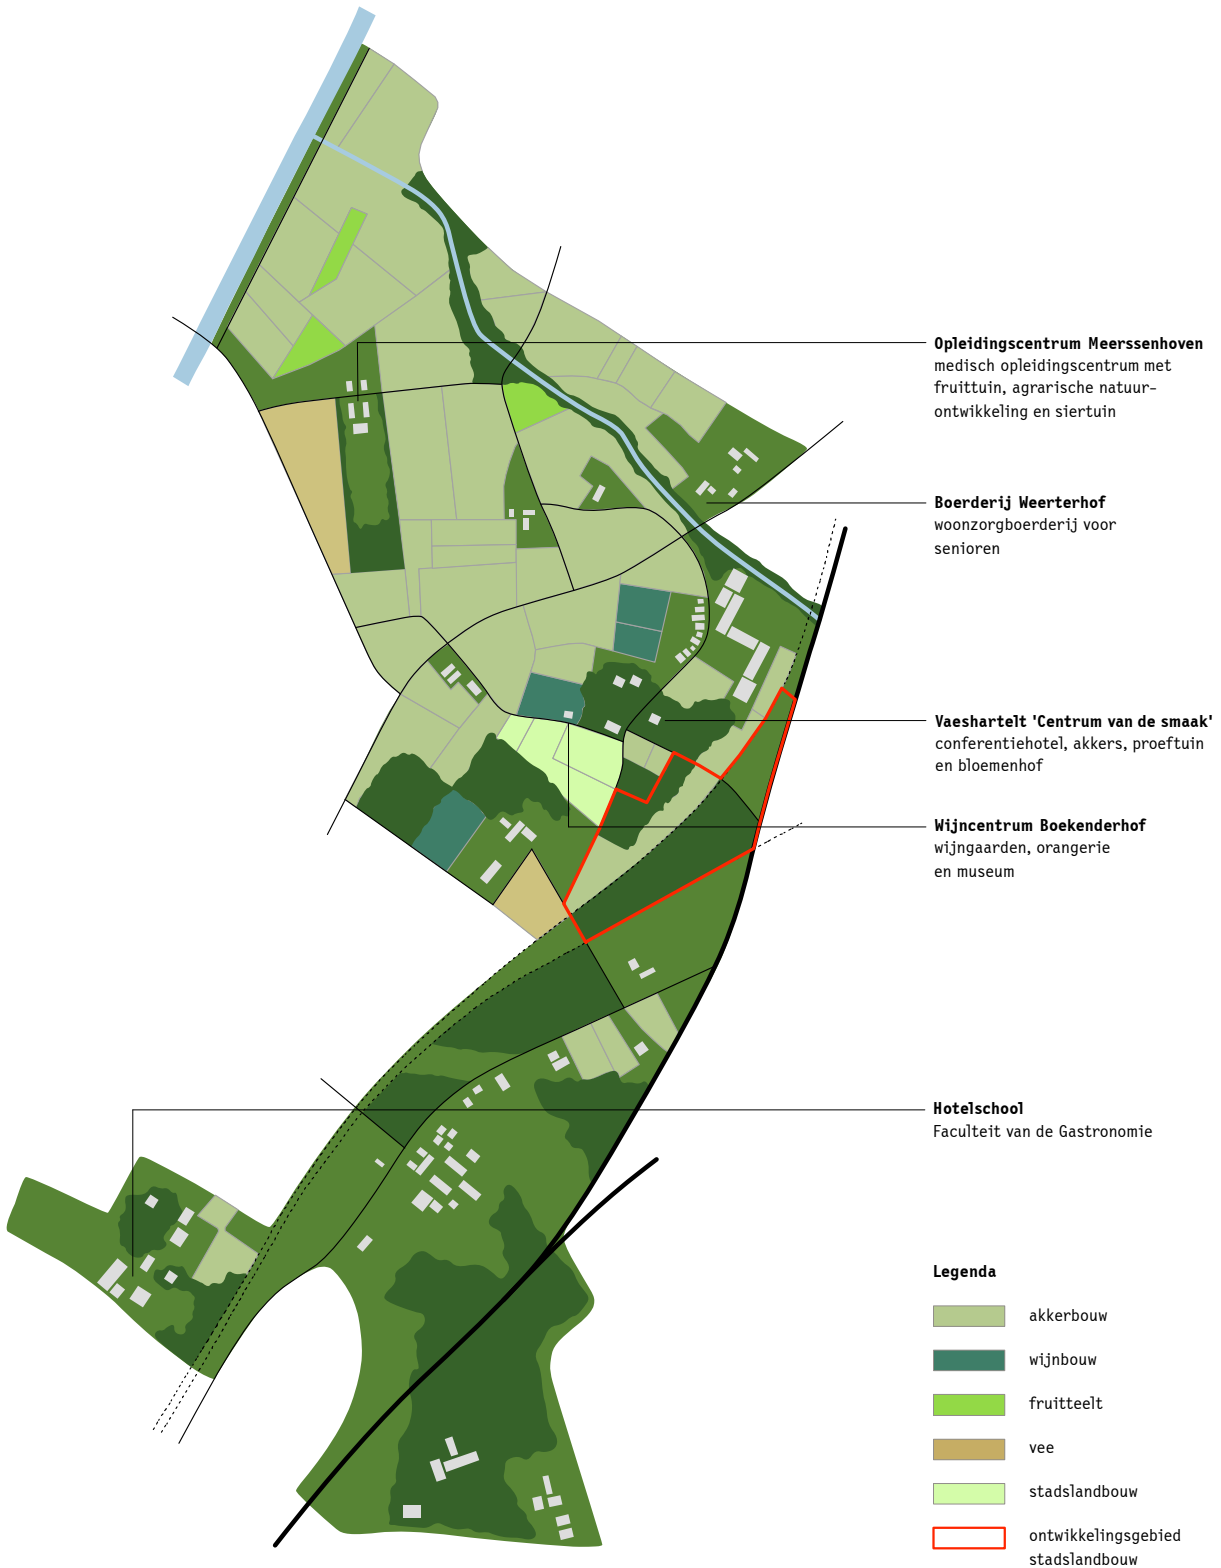 Opleidingscentrum Meerssenhoven
medisch opleidingscentrum met
fruittuin, agrarische natuur-
ontwikkeling en siertuin
Boerderij Weerterhof
woonzorgboerderij voor
senioren
Vaeshartelt 'Centrum van de smaak'
conferentiehotel, akkers, proeftuin
en bloemenhof
Wijncentrum Boekenderhof
wijngaarden, orangerie
en museum
Hotelschool
Faculteit van de Gastronomie
Legenda
akkerbouw
wijnbouw
fruitteelt
vee
stadslandbouw
ontwikkelingsgebied
stadslandbouw